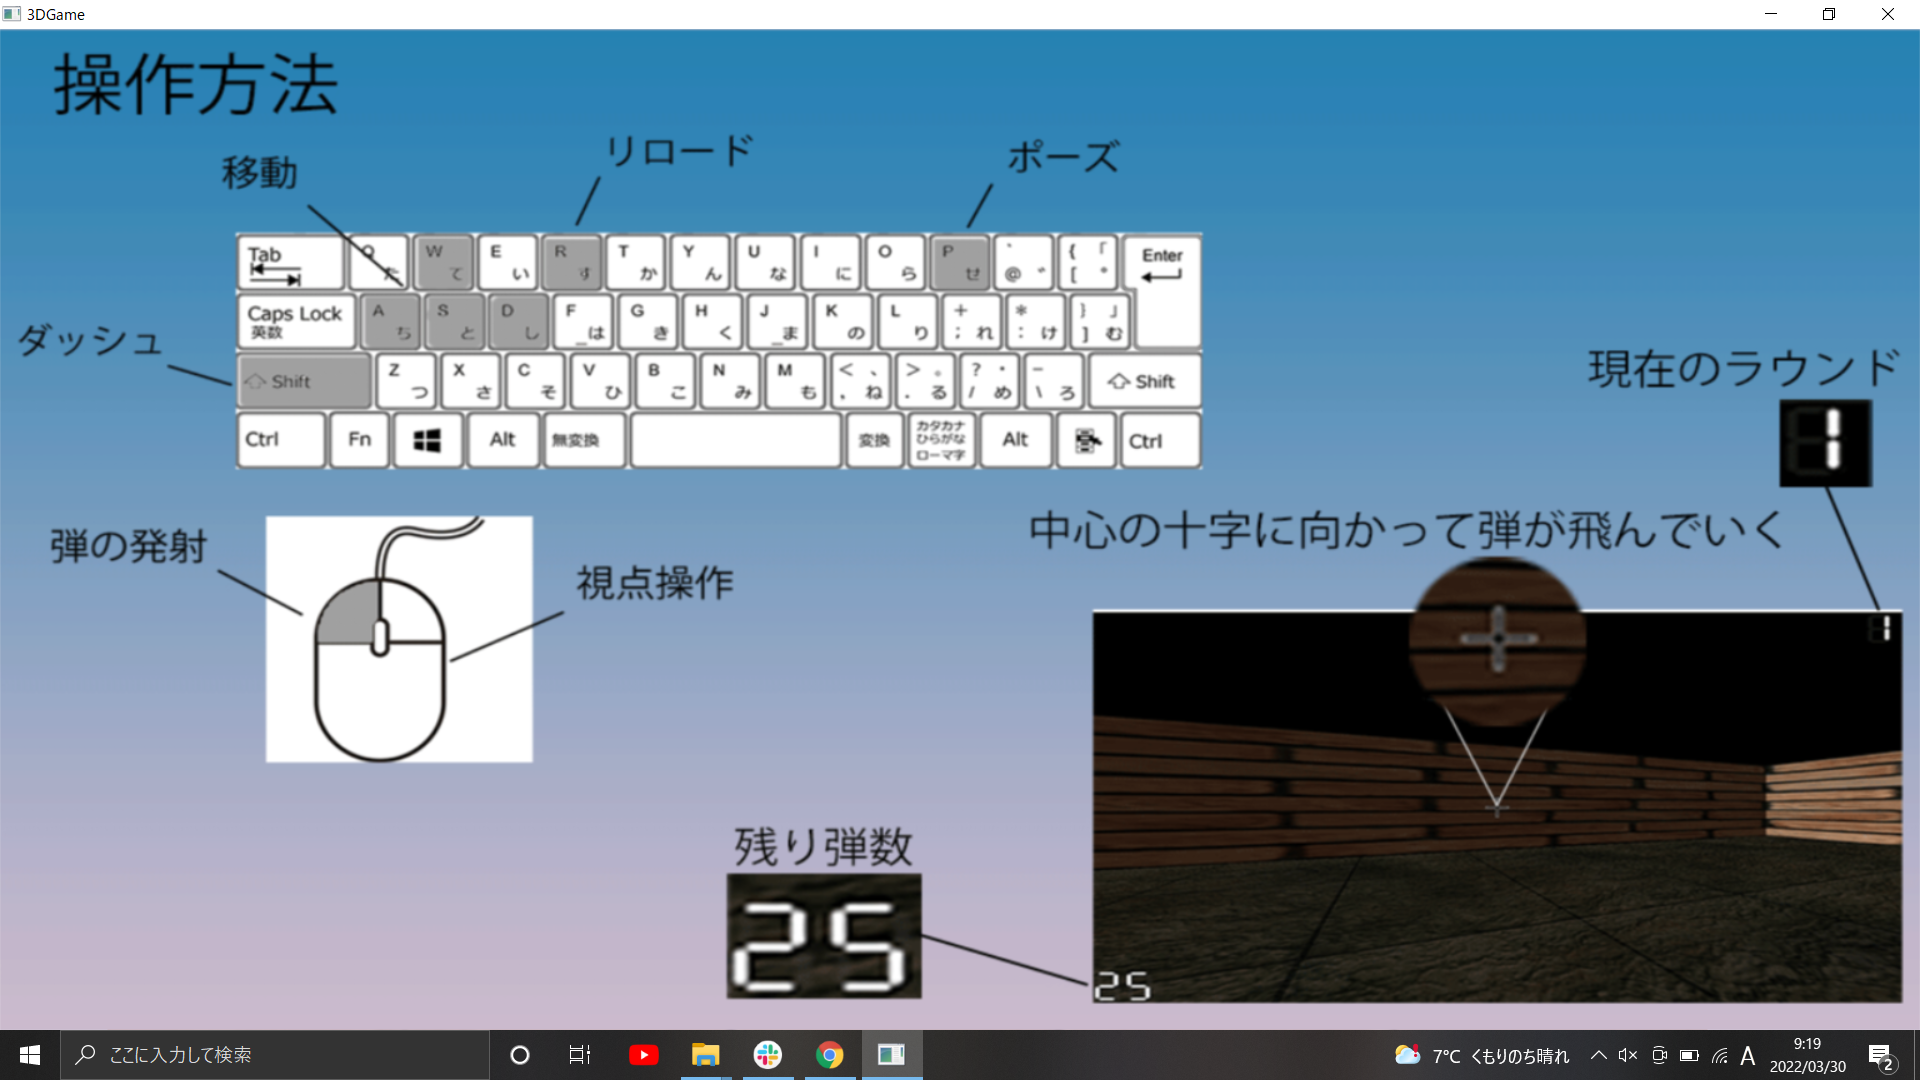 3DGame
操作方法
移動
リロード
ポーズ
Tab
Q た
W て
E い
R す
T か
Y ん
U な
I に
O ら
P せ
` @ ゛
{ 「 [ °
Enter
Caps Lock 英数
A ち
S と
D し
F は
G き
H く
J ま
K の
L り
+ ; れ
* : け
} 」 ] む
ダッシュ
Shift
Z つ
X さ
C そ
V ひ
B こ
N み
M も
< 、 , ね
> 。 . る
? ・ / め
_ \ ろ
Shift
Ctrl
Fn
Alt
無変換
変換
カタカナ
ひらがな
ローマ字
Alt
Ctrl
現在のラウンド
1
弾の発射
視点操作
中心の十字に向かって弾が飛んでいく
1
残り弾数
25
25
ここに入力して検索
7°C くもりのち晴れ
A
9:19
2022/03/30
2